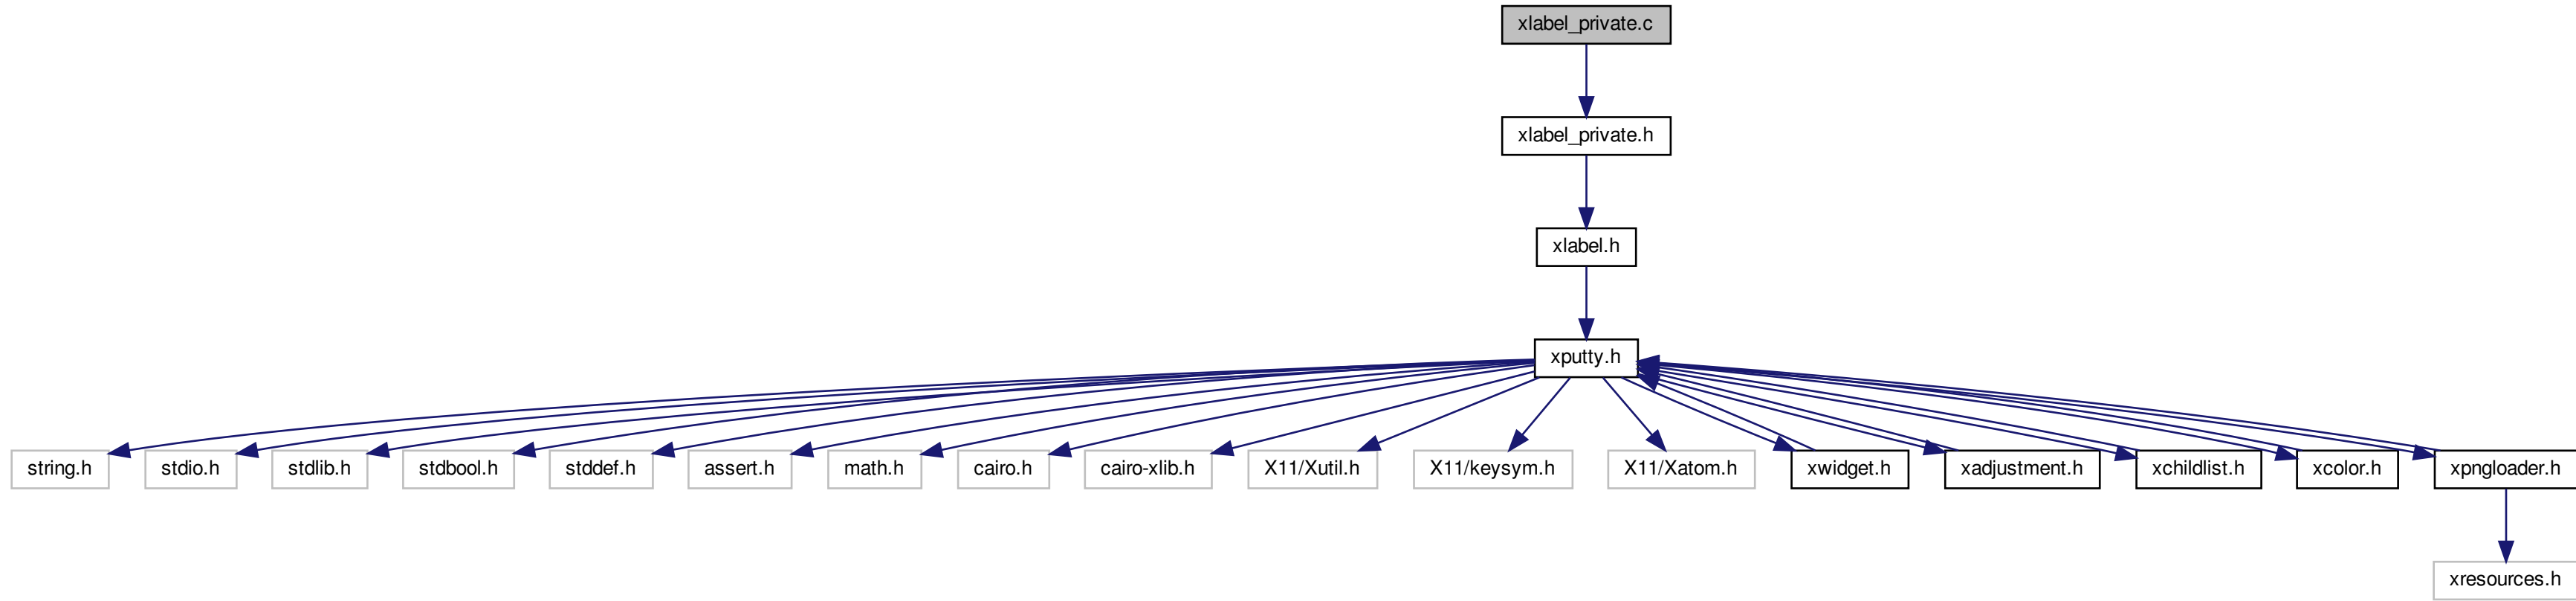 xlabel_private.c
xlabel_private.h
xlabel.h
xputty.h
string.h
stdio.h
stdlib.h
stdbool.h
stddef.h
assert.h
math.h
cairo.h
cairo-xlib.h
X11/Xutil.h
X11/keysym.h
X11/Xatom.h
xwidget.h
xadjustment.h
xchildlist.h
xcolor.h
xpngloader.h
xresources.h